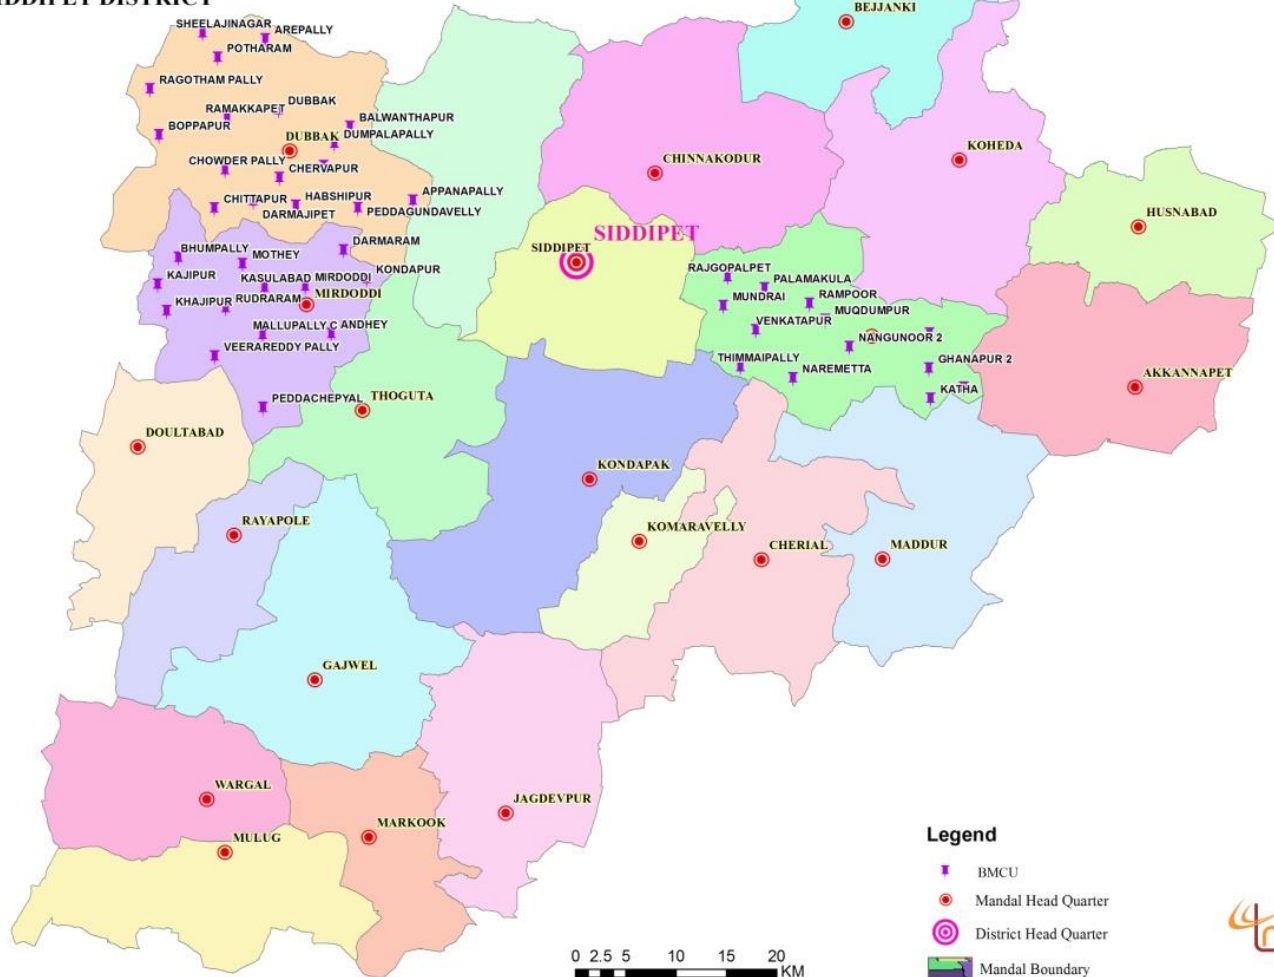 BEJJANKI
SHEELAJINAGAR
AREPALLY
POTHARAM
RAGOTHAM PALLY
RAMAKKAPET
DUBBAK
BALWANTHAPUR
BOPPAPUR
DUBBAK
DUMPALAPALLY
CHOWDER PALLY
CHERVAPUR
CHINNAKODUR
KOHEDA
CHITTAPUR
HABSHIPUR
APPANAPALLY
DARMAJIPET
PEDDAGUNDAVELLY
HUSNABAD
SIDDIPET
SIDDIPET
BHUMPALLY
MOTHEY
DARMARAM
KAJIPUR
KASULABAD
MIRDODDI
KONDAPUR
RAJGOPALPET
PALAMAKULA
KHAJIPUR
RUDRARAM
MIRDODDI
MUNDRAI
RAMPOOR
MUQDUMPUR
MALLUPALLY C
ANDHEY
VENKATAPUR
NANGUNOOR 2
VEERAREDDY PALLY
THIMMAIPALLY
NAREMETTA
GHANAPUR 2
KATHA
AKKANNAPET
PEDDACHEPYAL
THOGUTA
DOULTABAD
KONDAPAK
RAYAPOLE
KOMARAVELLY
CHERIAL
MADDUR
GAJWEL
WARGAL
JAGDEVPUR
MULUG
MARKOOK
Legend
BMCU
Mandal Head Quarter
District Head Quarter
Mandal Boundary
0 2.5 5 10 15 20
KM